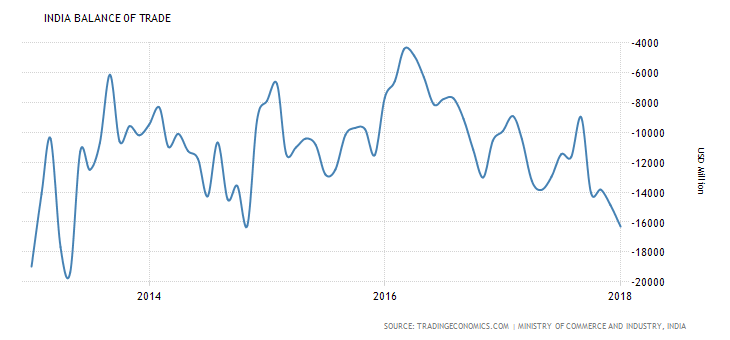 INDIA BALANCE OF TRADE
-4000
-6000
-8000
-10000
-12000
-14000
-16000
-18000
-20000
USD Million
2014 2016 2018
SOURCE: TRADINGECONOMICS.COM | MINISTRY OF COMMERCE AND INDUSTRY, INDIA